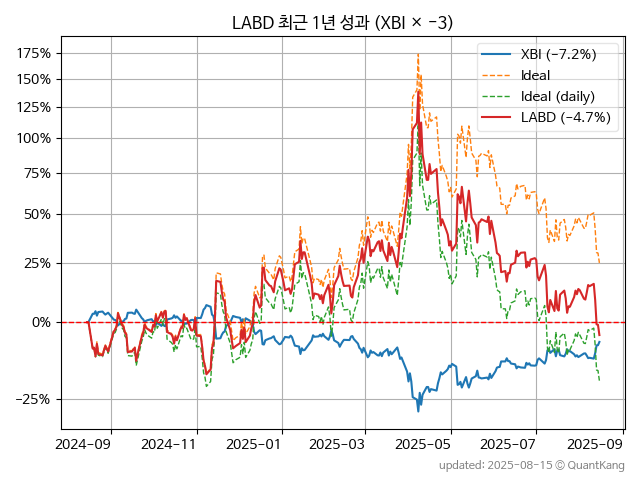 LABD 최근 1년 성과 (XBI × −3)
XBI (−7.2%)
Ideal
Ideal (daily)
LABD (−4.7%)
175%
150%
125%
100%
75%
50%
25%
0%
−25%
2024-09 2024-11 2025-01 2025-03 2025-05 2025-07 2025-09
updated: 2025-08-15 © QuantKang